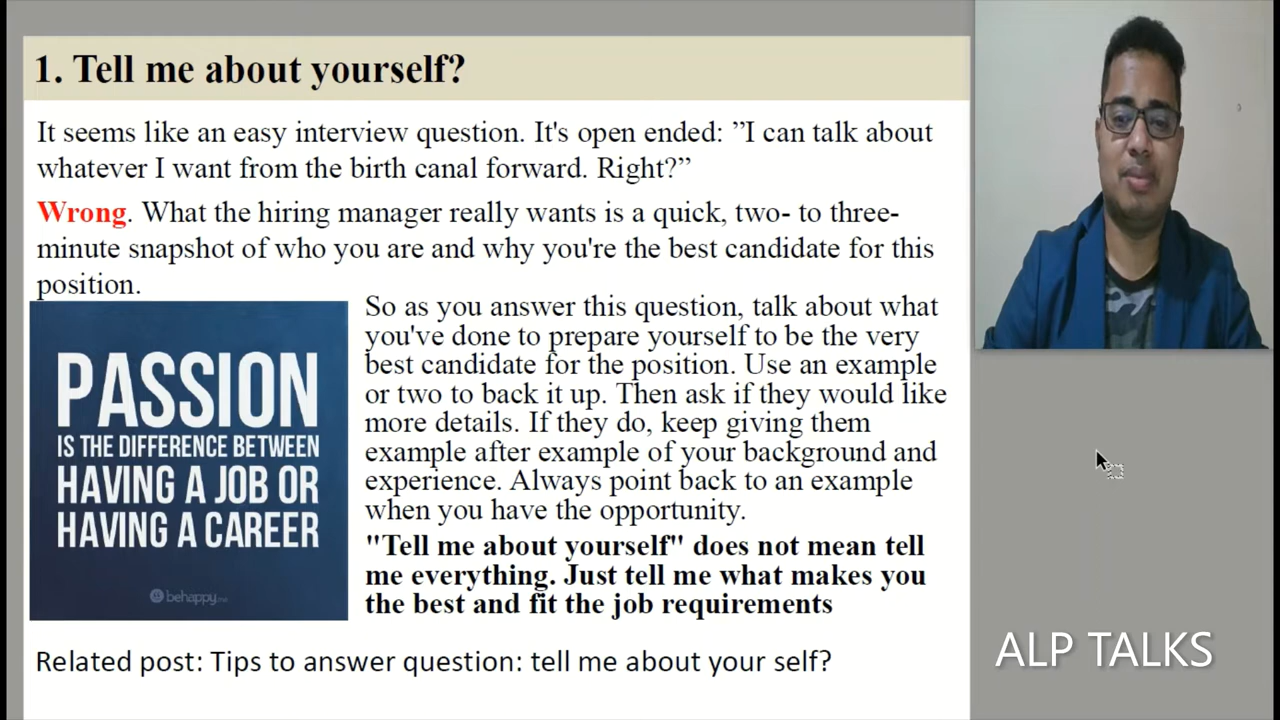 1. Tell me about yourself?
It seems like an easy interview question. It's open ended: ”I can talk about
whatever I want from the birth canal forward. Right?”
Wrong. What the hiring manager really wants is a quick, two- to three-
minute snapshot of who you are and why you're the best candidate for this
position.
PASSION
IS THE DIFFERENCE BETWEEN
HAVING A JOB OR
HAVING A CAREER
behappy.me
So as you answer this question, talk about what
you've done to prepare yourself to be the very
best candidate for the position. Use an example
or two to back it up. Then ask if they would like
more details. If they do, keep giving them
example after example of your background and
experience. Always point back to an example
when you have the opportunity.
"Tell me about yourself" does not mean tell
me everything. Just tell me what makes you
the best and fit the job requirements
Related post: Tips to answer question: tell me about your self?
ALP TALKS